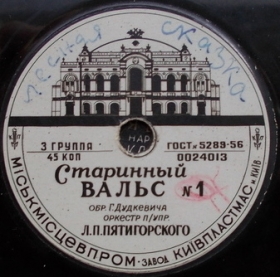 лесная сказка
3 ГРУППА
45 КОП
ГОСТ 5289-56
0024013
Старинный
ВАЛЬС №1
ОБР. Г. ДУДКЕВИЧА
ОРКЕСТР П/УПР.
Л.П.ПЯТИГОРСКОГО
МІСЬКМІСЦЕВПРОМ·ЗАВОД КИЇВПЛАСТМАС·м.КИЇВ